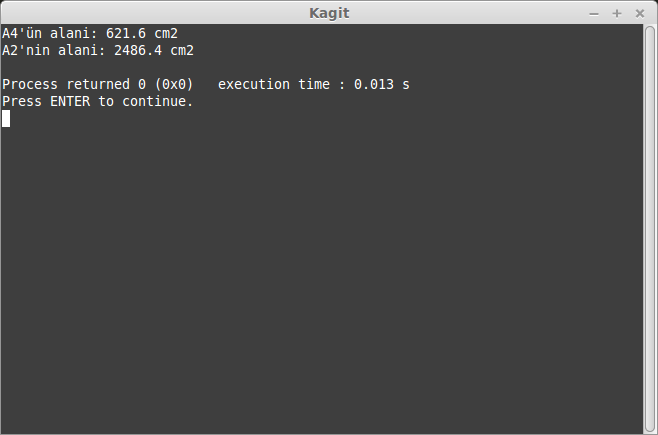 Kagit
A4'ün alani: 621.6 cm2
A2'nin alani: 2486.4 cm2
Process returned 0 (0x0)   execution time : 0.013 s
Press ENTER to continue.